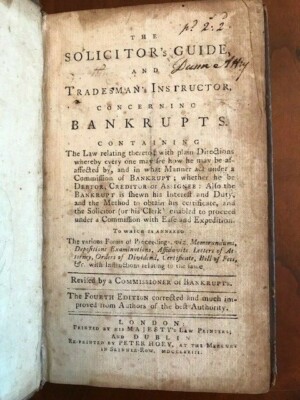 p? 2:2
THE
SOLICITOR's GUIDE,
AND
TRADESMAN's INSTRUCTOR,
CONCERNING
BANKRUPTS.
CONTAINING
The Law relating thereto; with plain Directions
whereby every one may see how he may be af-
affected by, and in what Manner act under a
Commission of BANKRUPT; whether he be
DEBTOR, CREDITOR or ASSIGNEE: Also the
BANKRUPT is shewn his Interest and Duty,
and the Method to obtain his certificate, and
the Solicitor (or his Clerk) enabled to proceed
under a Commission with Ease and Expedition.
TO WHICH IS ANNEXED
The various Forms of Proceedings, viz. Memorandums,
Depositions Examinations, Affidavits Letters of At-
torney, Orders of Dividend, Certificate, Bill of Fees,
&c. with Instructions relating to the same.
Revised by a COMMISSIONER of BANKRUPTS.
The FOURTH EDITION corrected and much im-
proved from Authors of the best Authority.
LONDON:
PRINTED BY HIS MAJESTY's LAW PRINTERS;
AND DUBLIN
RE-PRINTED BY PETER HOEY, AT THE MERCURY
IN SKINNER-ROW,